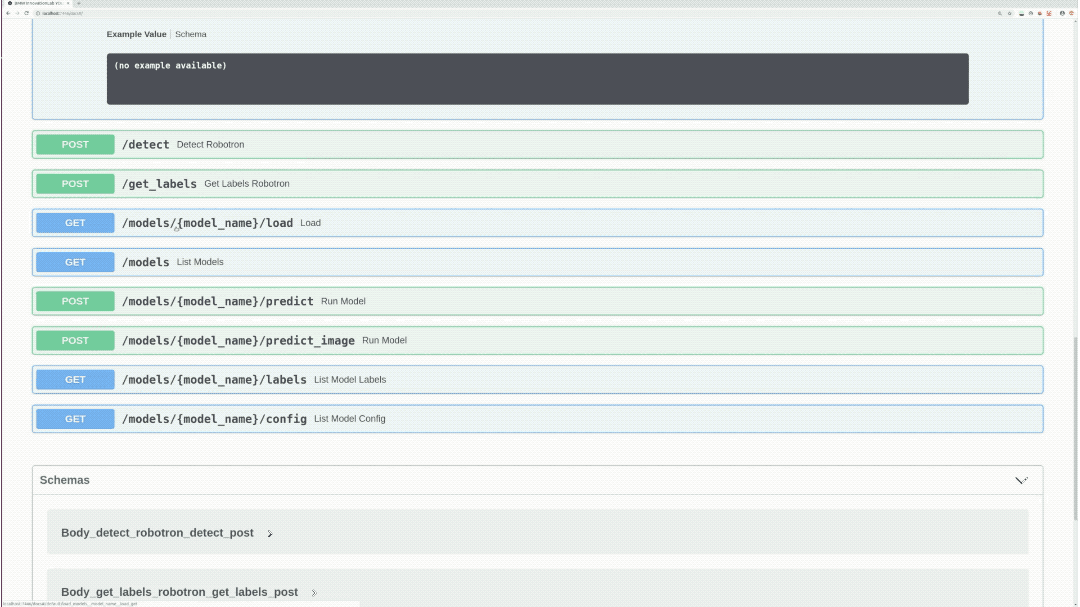 Example Value | Schema
(no example available)
POST /detect Detect Robotron
POST /get_labels Get Labels Robotron
GET /models/{model_name}/load Load
GET /models List Models
POST /models/{model_name}/predict Run Model
POST /models/{model_name}/predict_image Run Model
GET /models/{model_name}/labels List Model Labels
GET /models/{model_name}/config List Model Config
Schemas
Body_detect_robotron_detect_post
Body_get_labels_robotron_get_labels_post